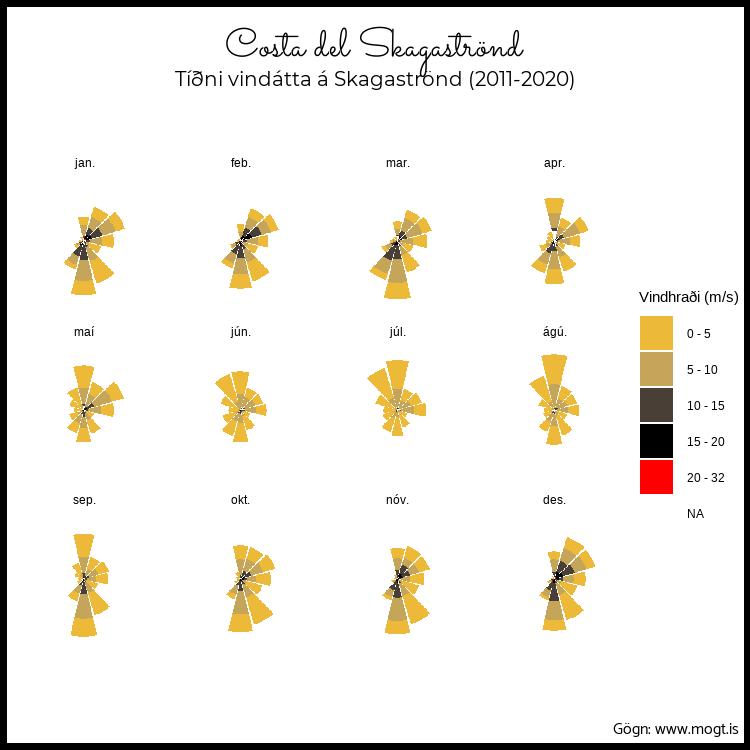 Costa del Skagaströnd
Tíðni vindátta á Skagaströnd (2011-2020)
jan.
feb.
mar.
apr.
maí
jún.
júl.
ágú.
sep.
okt.
nóv.
des.
Vindhraði (m/s)
0 - 5
5 - 10
10 - 15
15 - 20
20 - 32
NA
Gögn: www.mogt.is